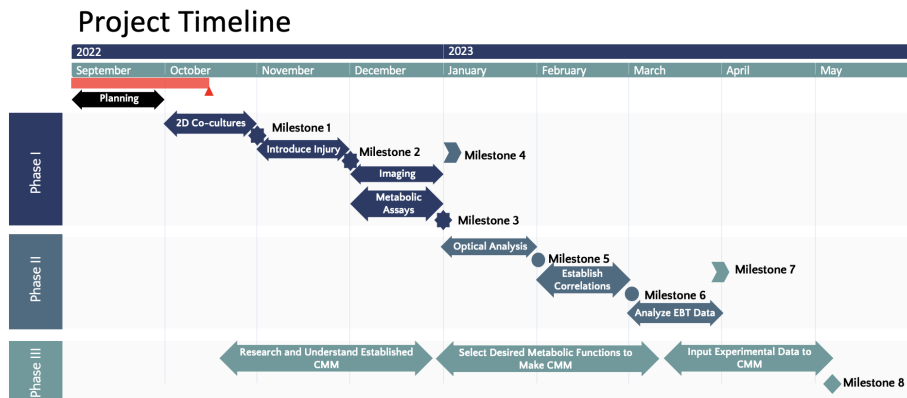 Project Timeline
2022
2023
September
October
November
December
January
February
March
April
May
Planning
Phase I
2D Co-cultures
Milestone 1
Introduce Injury
Milestone 2
Milestone 4
Imaging
Metabolic
Assays
Milestone 3
Phase II
Optical Analysis
Milestone 5
Establish
Correlations
Milestone 7
Milestone 6
Analyze EBT Data
Phase III
Research and Understand Established
CMM
Select Desired Metabolic Functions to
Make CMM
Input Experimental Data to
CMM
Milestone 8